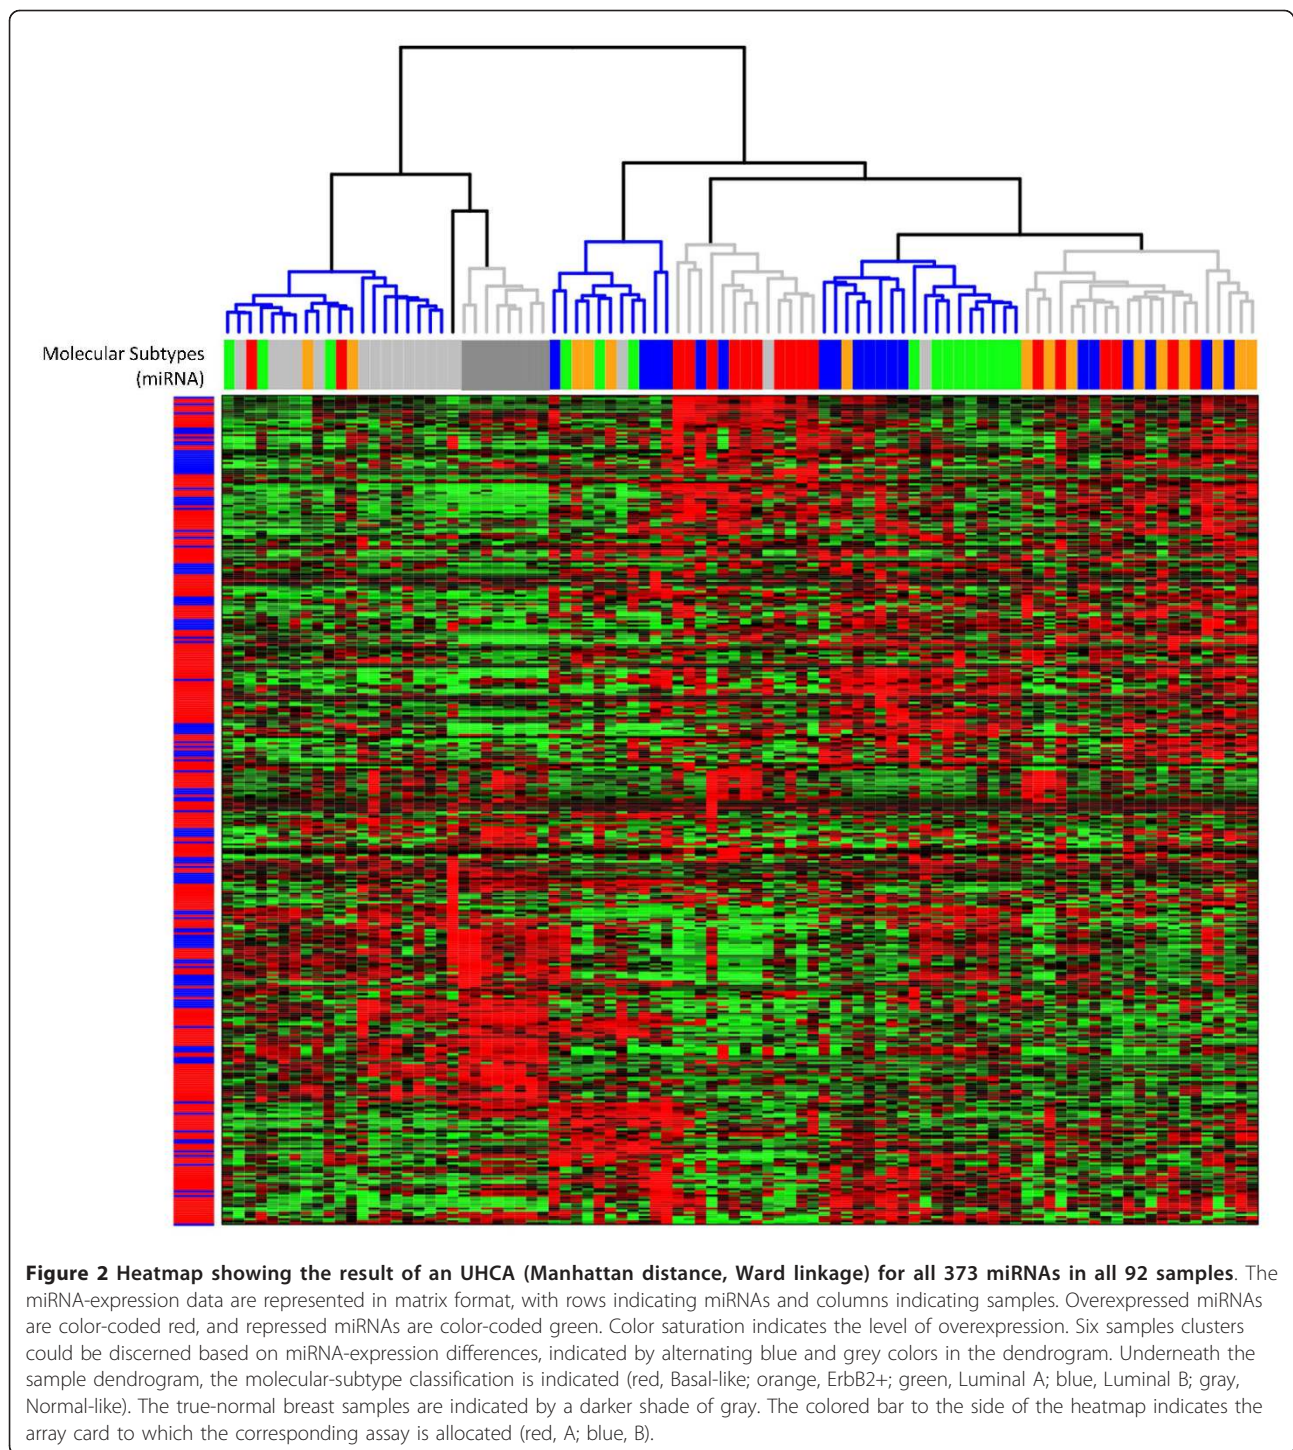 Molecular Subtypes
(miRNA)
Figure 2 Heatmap showing the result of an UHCA (Manhattan distance, Ward linkage) for all 373 miRNAs in all 92 samples. The
miRNA-expression data are represented in matrix format, with rows indicating miRNAs and columns indicating samples. Overexpressed miRNAs
are color-coded red, and repressed miRNAs are color-coded green. Color saturation indicates the level of overexpression. Six samples clusters
could be discerned based on miRNA-expression differences, indicated by alternating blue and grey colors in the dendrogram. Underneath the
sample dendrogram, the molecular-subtype classification is indicated (red, Basal-like; orange, ErbB2+; green, Luminal A; blue, Luminal B; gray,
Normal-like). The true-normal breast samples are indicated by a darker shade of gray. The colored bar to the side of the heatmap indicates the
array card to which the corresponding assay is allocated (red, A; blue, B).